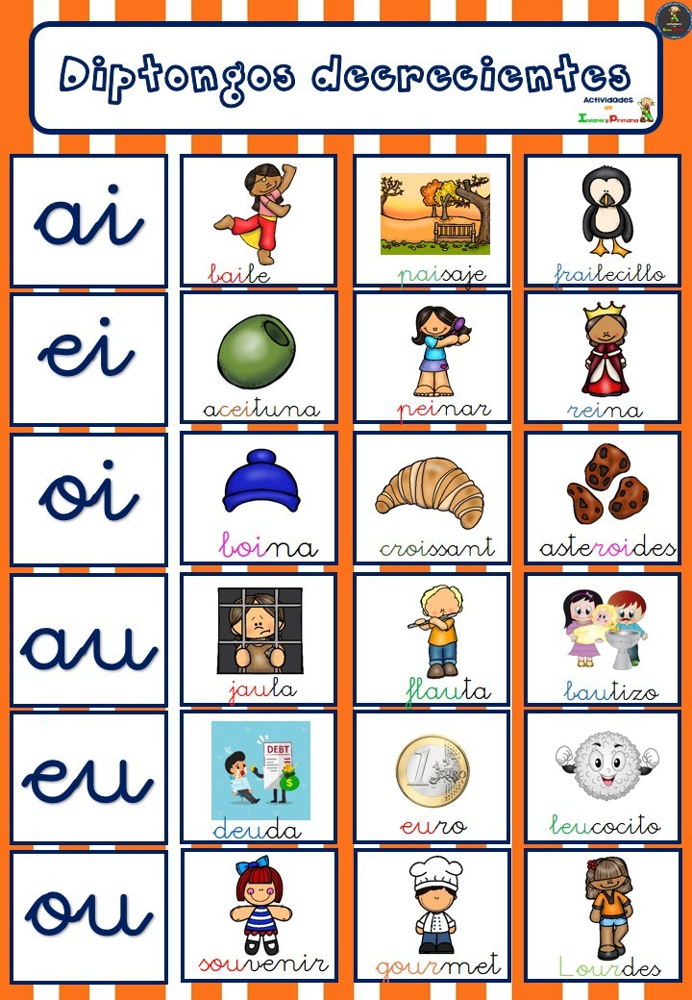 Diptongos decrecientes
Actividades
de
Infantil y Primaria
ai
baile
paisaje
frailecillo
ei
aceituna
peinar
reina
oi
boina
croissant
asteroides
au
jaula
flauta
bautizo
eu
DEBT
$
deuda
1 EURO
euro
leucocito
ou
souvenir
gourmet
Lourdes